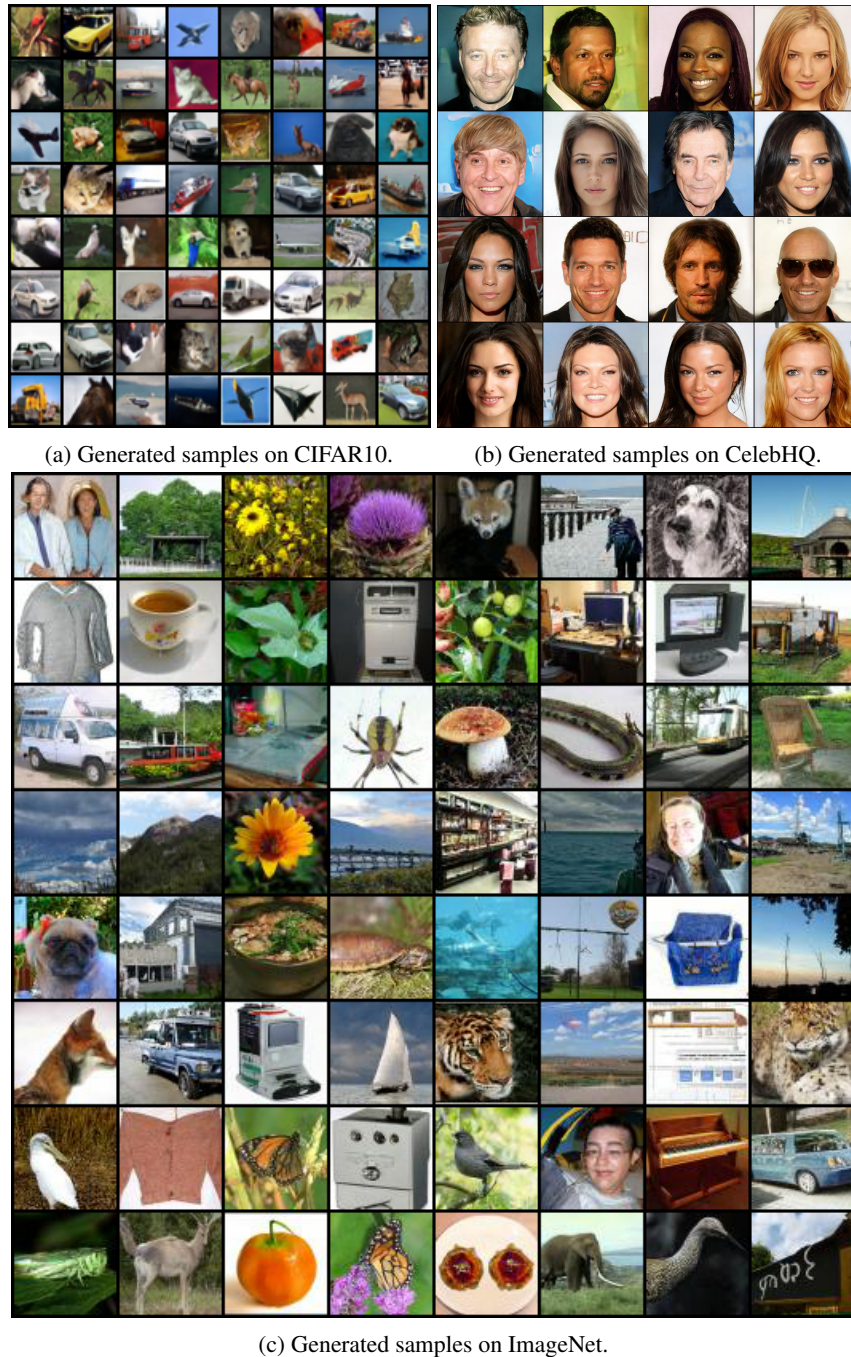 (a) Generated samples on CIFAR10.
(b) Generated samples on CelebHQ.
(c) Generated samples on ImageNet.